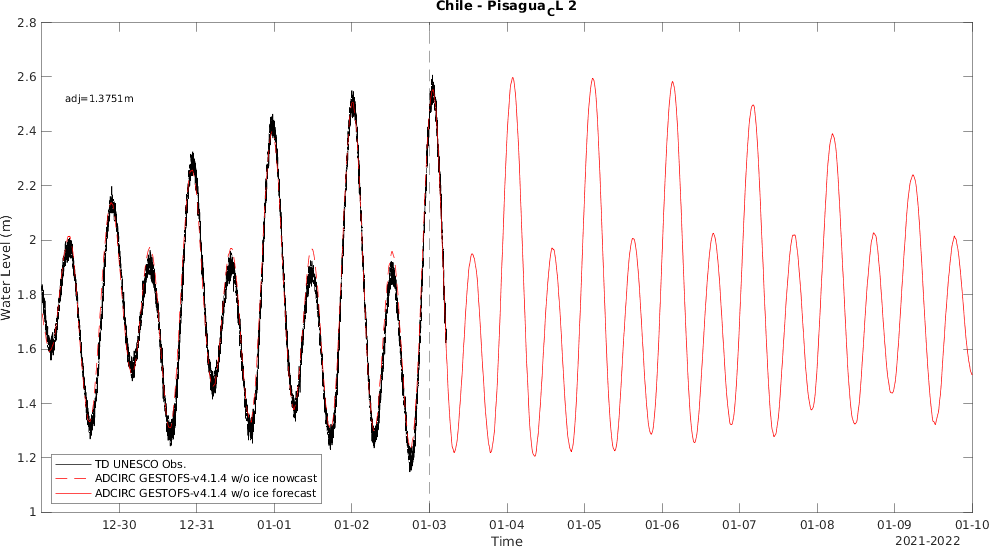 Chile - PisaguaCL 2
2.8
2.6
adj=1.3751m
2.4
2.2
2
Water Level (m)
1.8
1.6
1.4
TD UNESCO Obs.
1.2
ADCIRC GESTOFS-v4.1.4 w/o ice nowcast
ADCIRC GESTOFS-v4.1.4 w/o ice forecast
1
12-30 12-31 01-01 01-02 01-03 01-04 01-05 01-06 01-07 01-08 01-09 01-10
Time
2021-2022